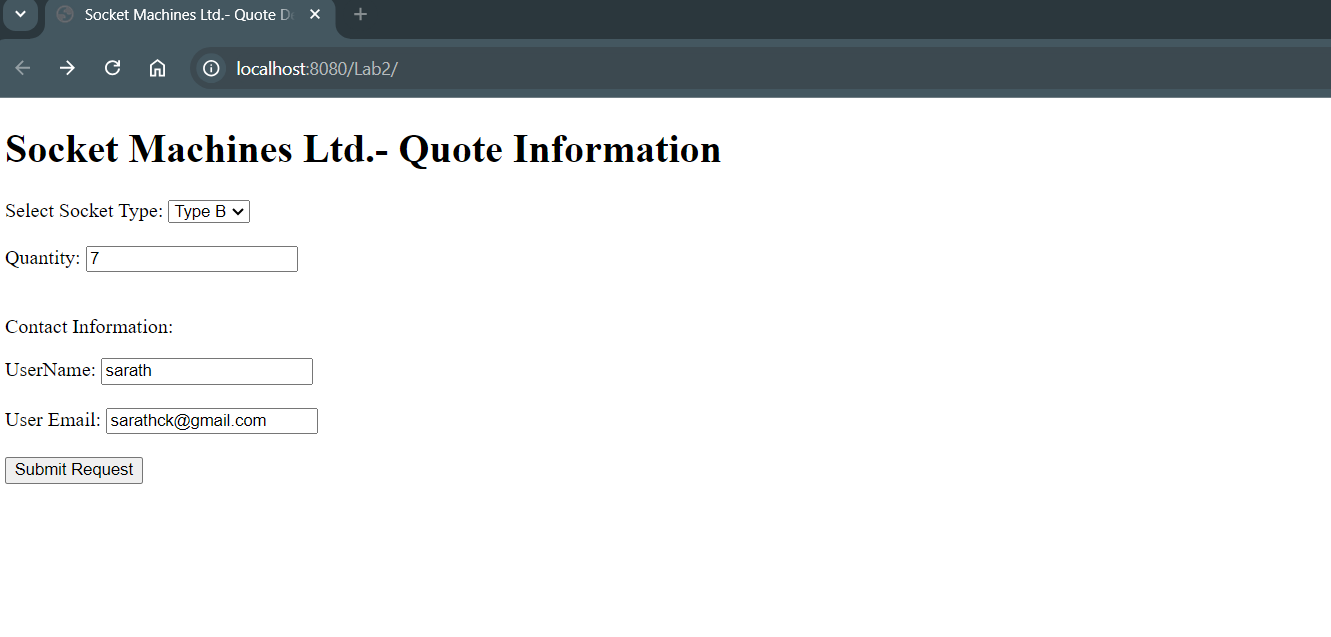 Socket Machines Ltd.- Quote D
localhost:8080/Lab2/
Socket Machines Ltd.- Quote Information
Select Socket Type: Type B
Quantity: 7
Contact Information:
UserName: sarath
User Email: sarathck@gmail.com
Submit Request